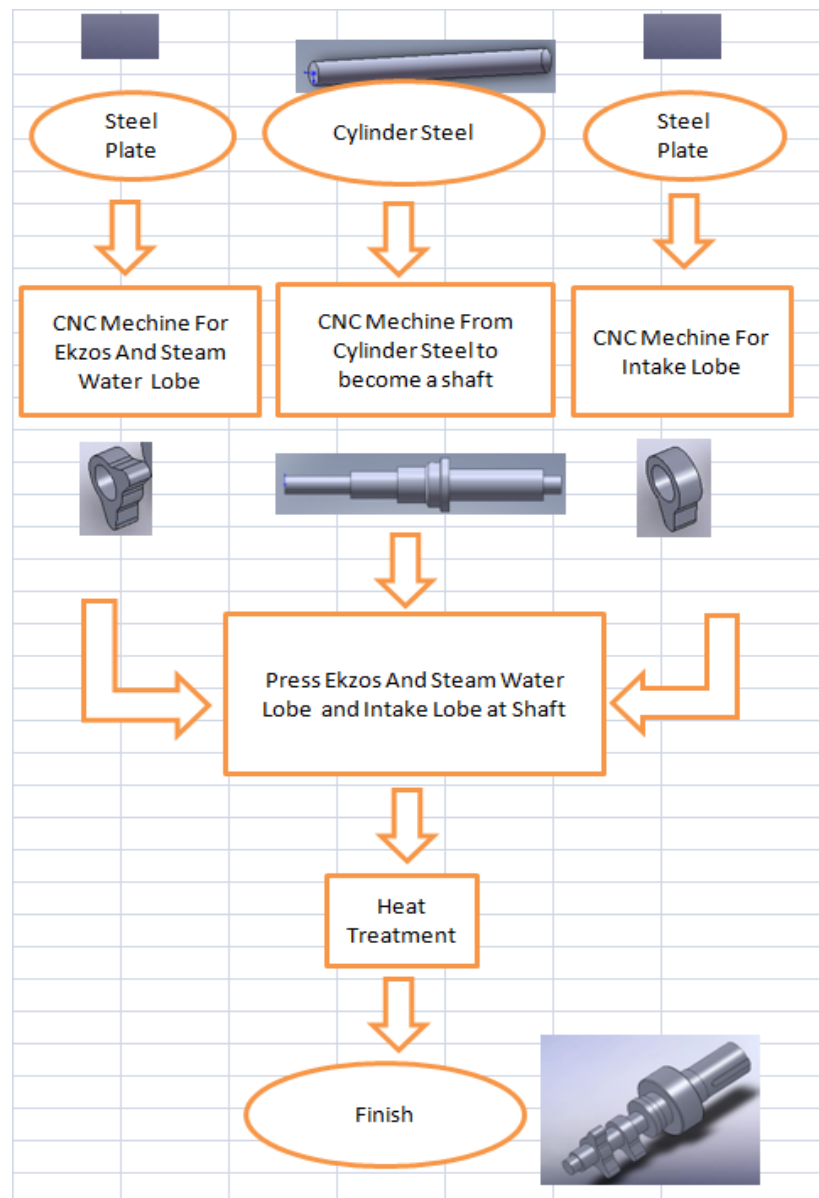 Steel
Plate
Cylinder Steel
Steel
Plate
CNC Mechine For
Ekzos And Steam
Water Lobe
CNC Mechine From
Cylinder Steel to
become a shaft
CNC Mechine For
Intake Lobe
Press Ekzos And Steam Water
Lobe and Intake Lobe at Shaft
Heat
Treatment
Finish